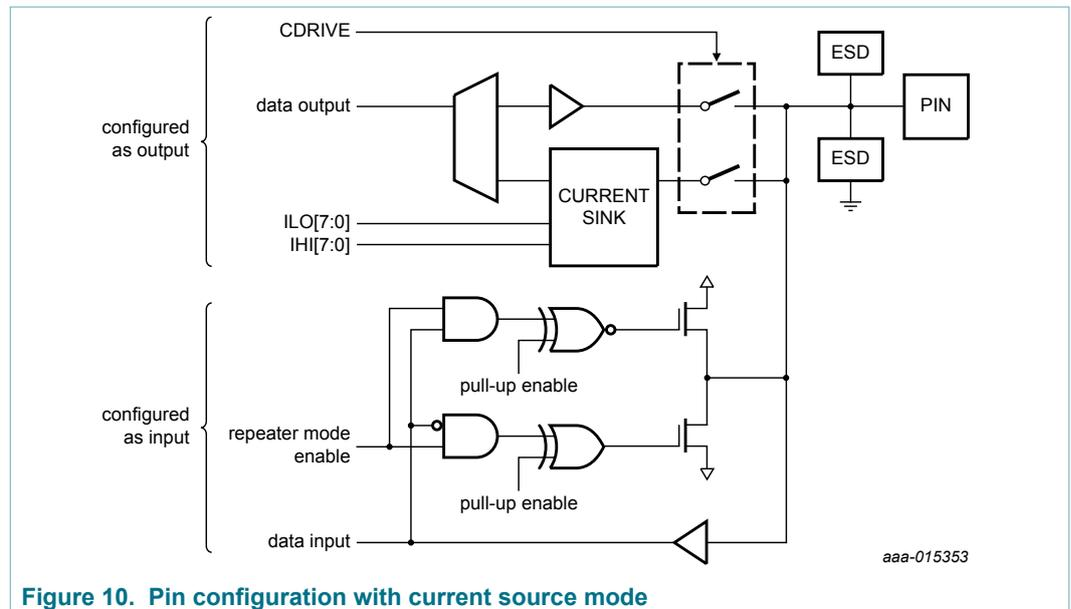 CDRIVE
ESD
data output
PIN
configured
as output
ESD
CURRENT
SINK
ILO[7:0]
IHI[7:0]
pull-up enable
configured
as input
repeater mode
enable
pull-up enable
data input
aaa-015353
Figure 10. Pin configuration with current source mode